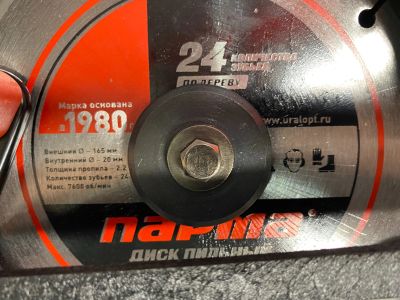 24
КОЛИЧЕСТВО
ЗУБЬЕВ
ПО ДЕРЕВУ
Марка основана
.1980
www.uralopt.ru
Внешний Ø - 165 мм
Внутренний Ø - 20 мм
Толщина пропила - 2,2
Количество зубьев - 24
Макс. 7600 об/мин
ПАРМА®
ДИСК ПИЛЬНЫЙ